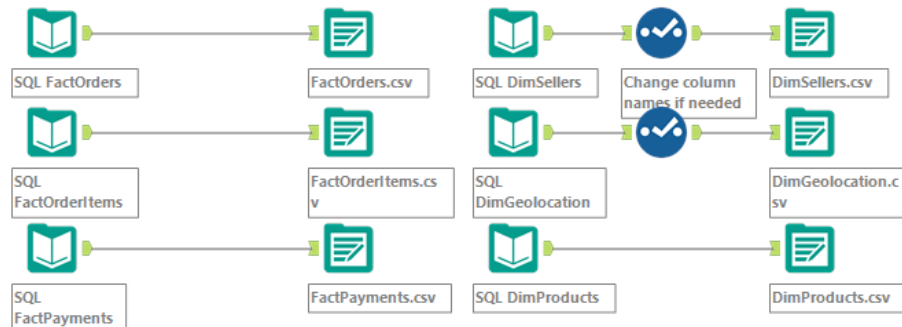 SQL FactOrders
FactOrders.csv
SQL DimSellers
Change column
names if needed
DimSellers.csv
SQL
FactOrderItems
FactOrderItems.cs
v
SQL
DimGeolocation
DimGeolocation.c
sv
SQL
FactPayments
FactPayments.csv
SQL DimProducts
DimProducts.csv